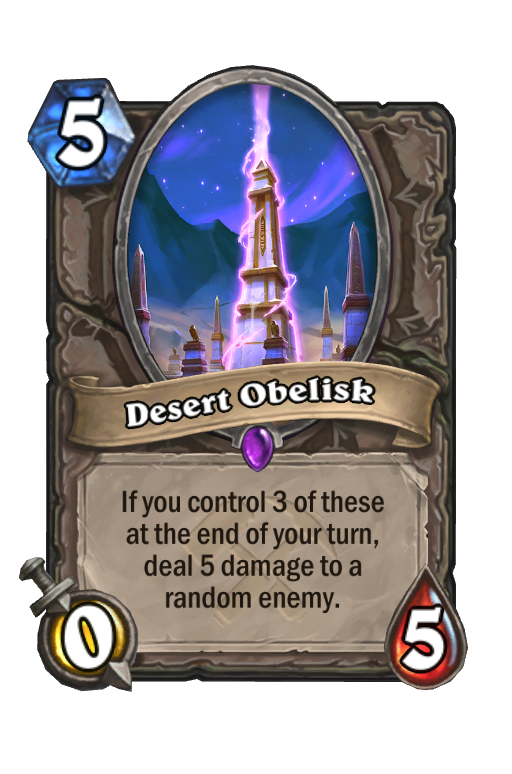 5
Desert Obelisk
If you control 3 of these
at the end of your turn,
deal 5 damage to a
random enemy.
0
5